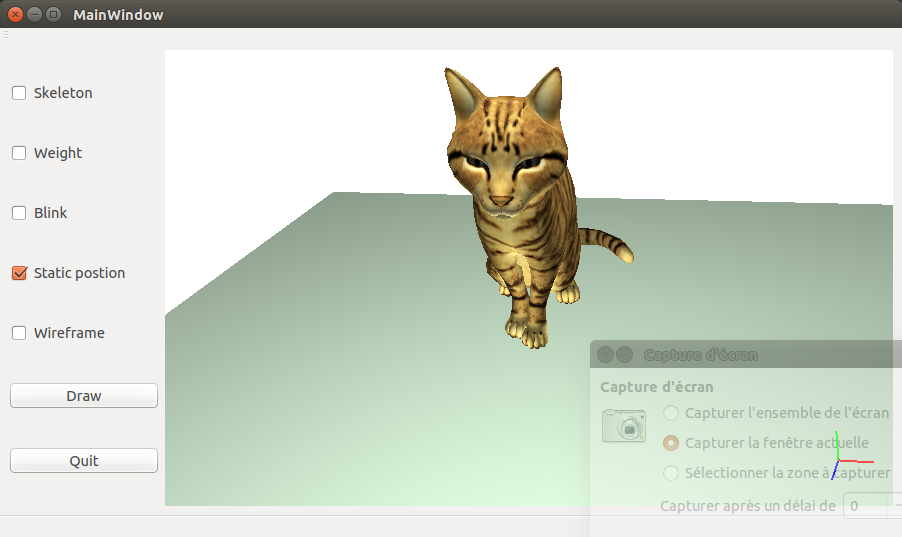 MainWindow
Skeleton
Weight
Blink
Static postion
Wireframe
Draw
Quit
Capture d'écran
Capture d'écran
Capturer l'ensemble de l'écran
Capturer la fenêtre actuelle
Sélectionner la zone à capturer
Capturer après un délai de 0